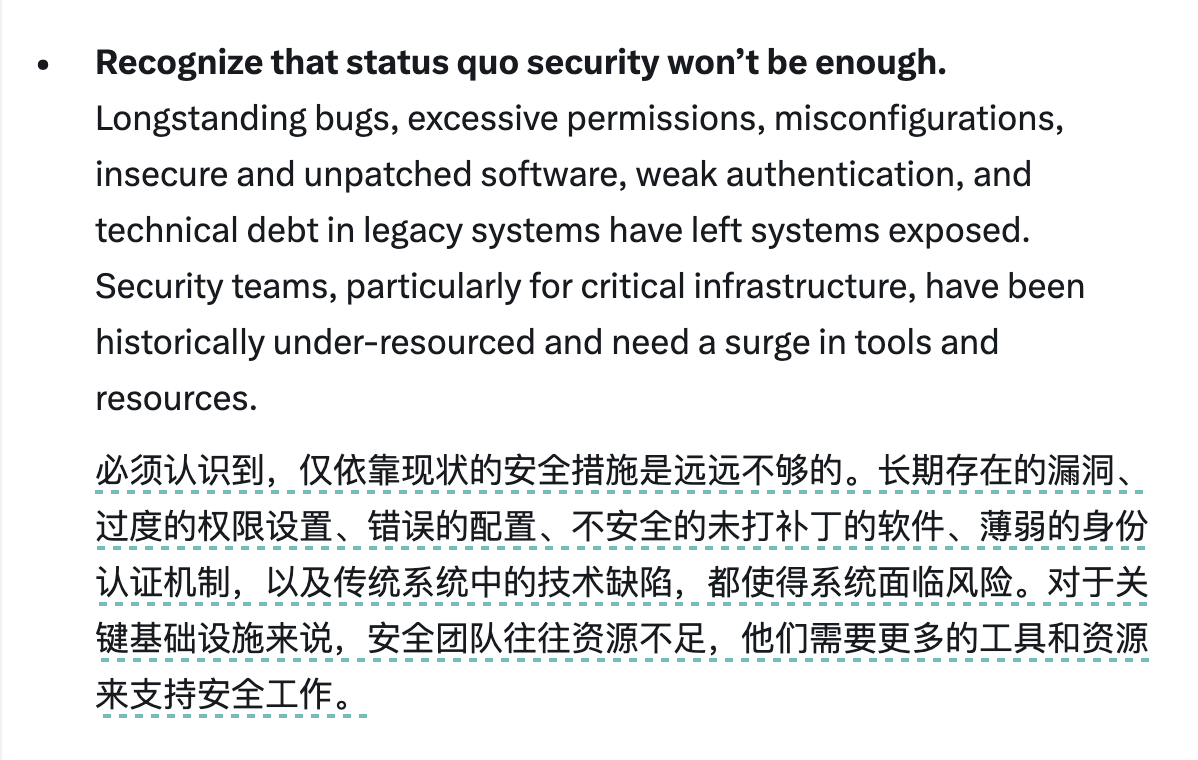 • Recognize that status quo security won’t be enough.
Longstanding bugs, excessive permissions, misconfigurations,
insecure and unpatched software, weak authentication, and
technical debt in legacy systems have left systems exposed.
Security teams, particularly for critical infrastructure, have been
historically under-resourced and need a surge in tools and
resources.
必须认识到，仅依靠现状的安全措施是远远不够的。长期存在的漏洞、
过度的权限设置、错误的配置、不安全的未打补丁的软件、薄弱的身份
认证机制，以及传统系统中的技术缺陷，都使得系统面临风险。对于关
键基础设施来说，安全团队往往资源不足，他们需要更多的工具和资源
来支持安全工作。